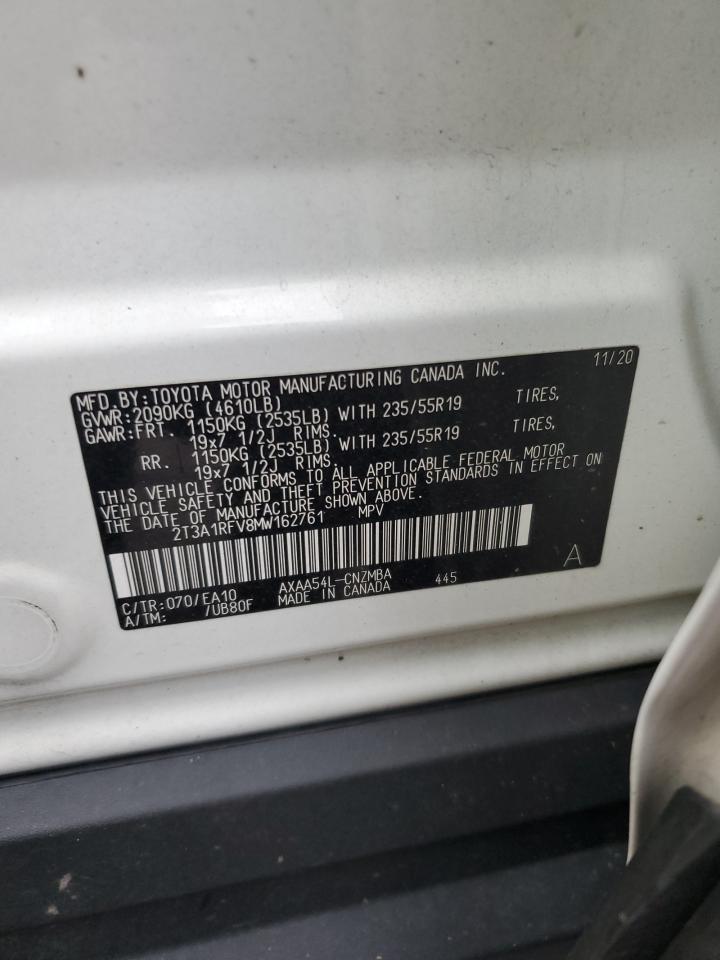 MFD.BY:TOYOTA MOTOR MANUFACTURING CANADA INC. 11/20
GVWR:2090KG (4610LB)
GAWR:FRT. 1150KG (2535LB) WITH 235/55R19 TIRES,
19x7 1/2J RIMS.
RR. 1150KG (2535LB) WITH 235/55R19 TIRES,
19x7 1/2J RIMS.
THIS VEHICLE CONFORMS TO ALL APPLICABLE FEDERAL MOTOR
VEHICLE SAFETY AND THEFT PREVENTION STANDARDS IN EFFECT ON
THE DATE OF MANUFACTURE SHOWN ABOVE.
2T3A1RFV8MW162761 MPV
C/TR:070/EA10 AXAA54L-CNZMBA 445 A
A/TM: /UB80F MADE IN CANADA